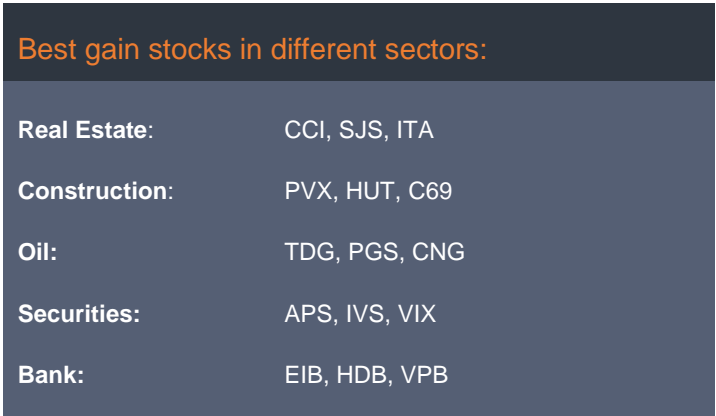 Best gain stocks in different sectors:
Real Estate: CCI, SJS, ITA
Construction: PVX, HUT, C69
Oil: TDG, PGS, CNG
Securities: APS, IVS, VIX
Bank: EIB, HDB, VPB